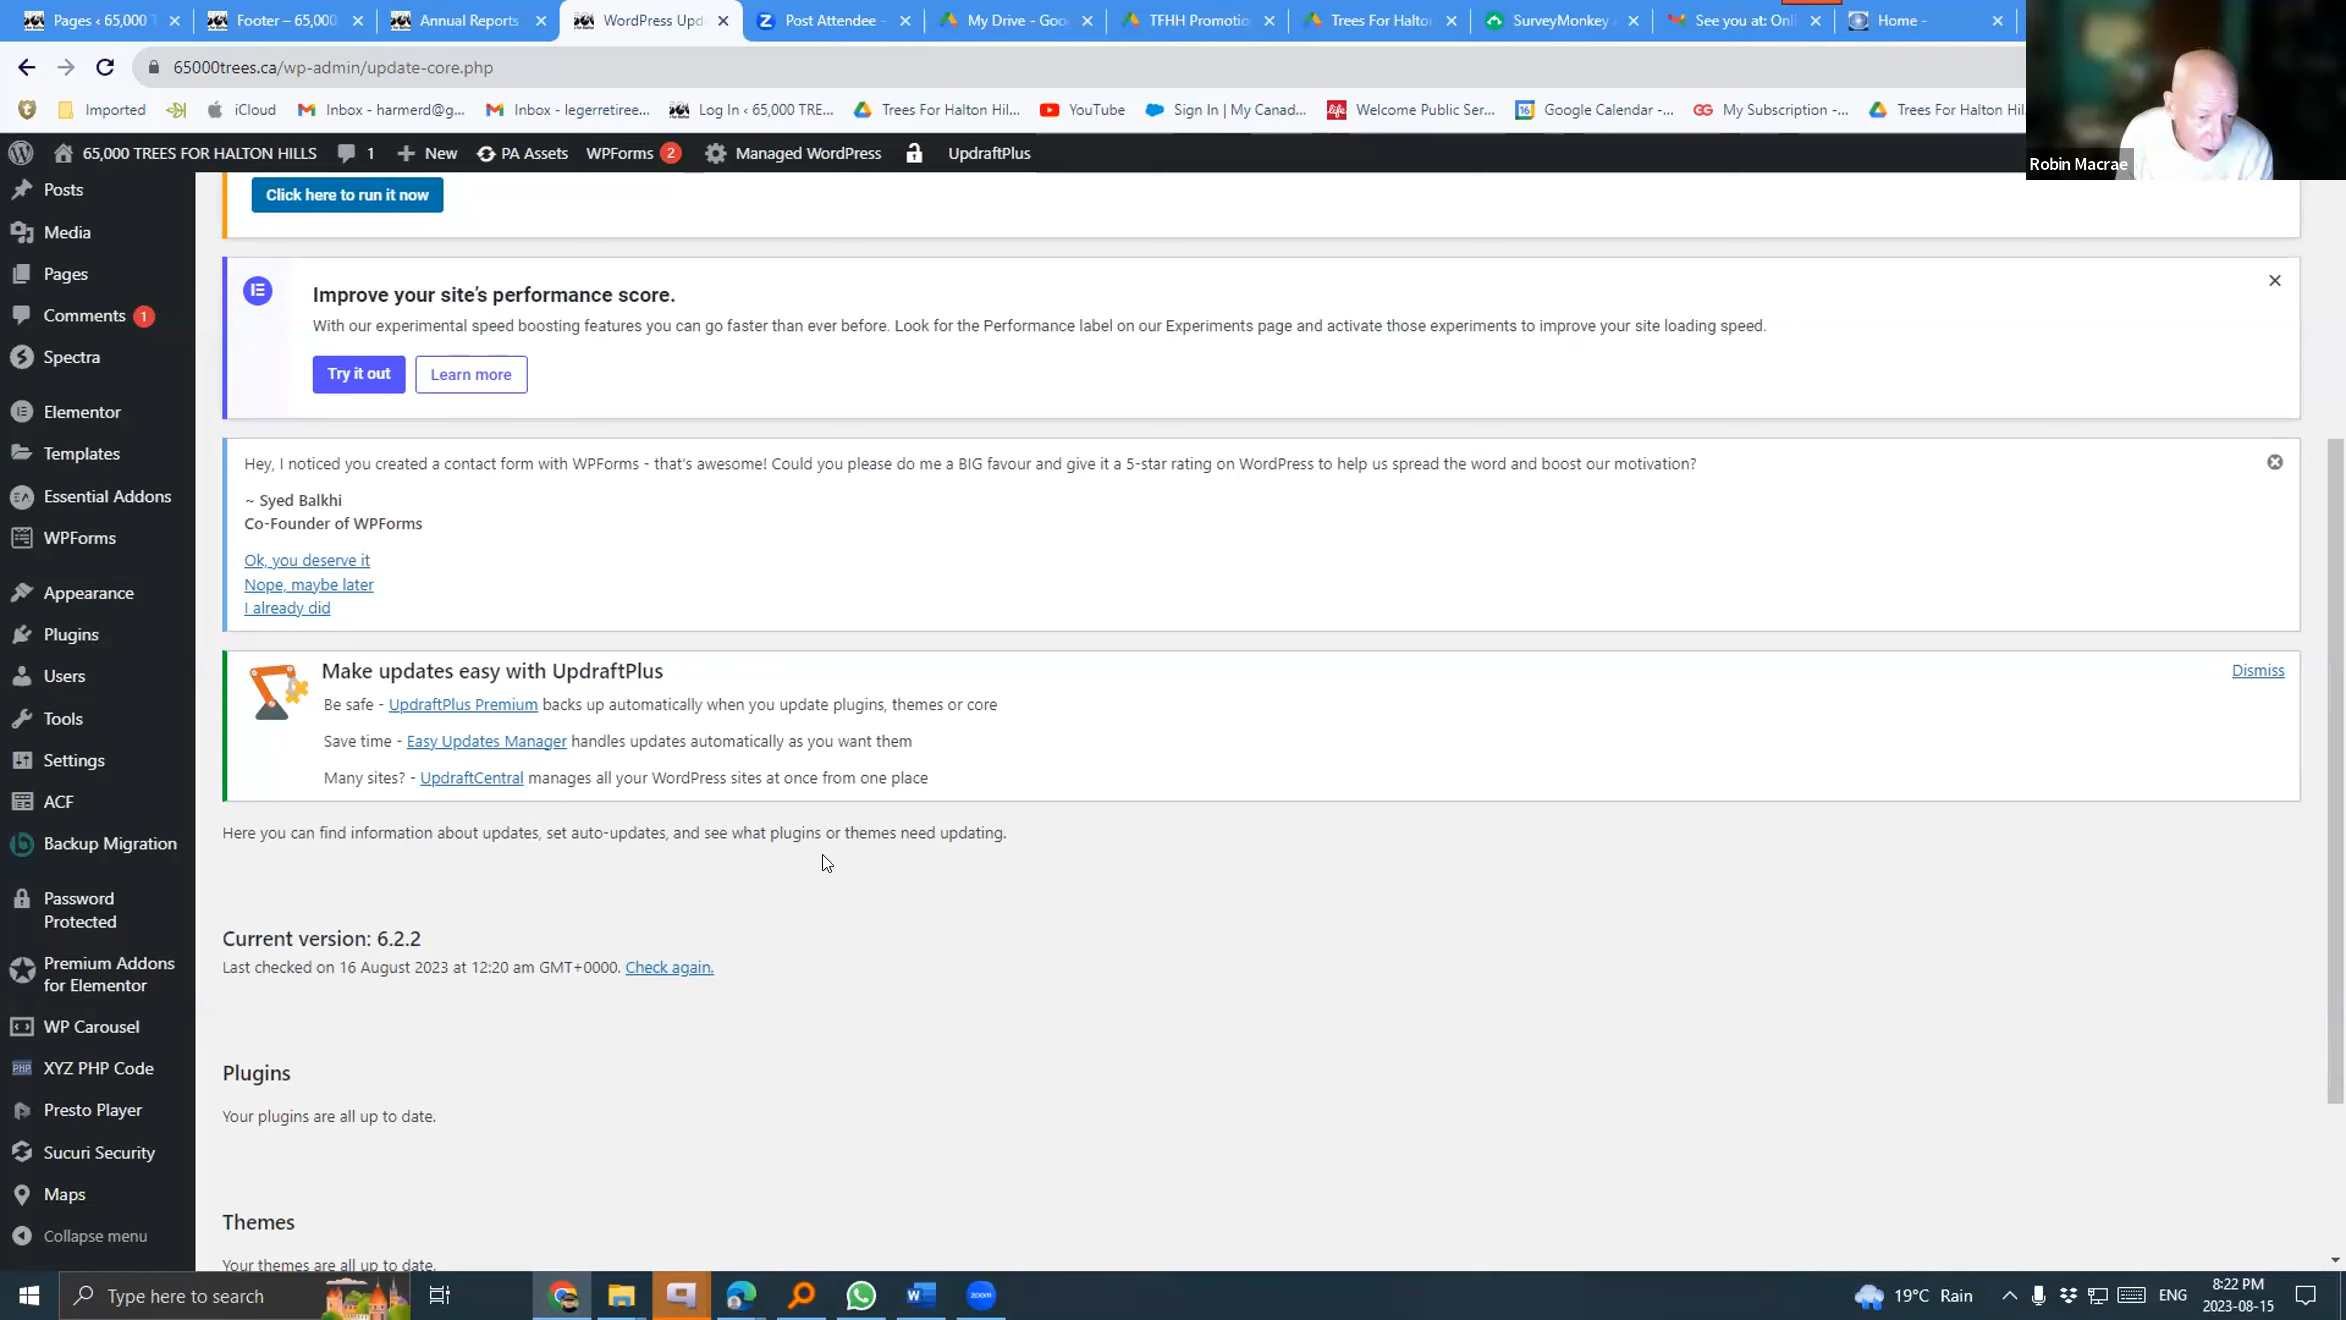 Pages ‹ 65,000
Footer – 65,000
Annual Reports
WordPress Upd
Post Attendee -
My Drive - Goo
TFHH Promotio
Trees For Halto
SurveyMonkey
See you at: Onli
Home -
65000trees.ca/wp-admin/update-core.php
Imported
iCloud
Inbox - harmerd@g...
Inbox - legerretiree...
Log In ‹ 65,000 TRE...
Trees For Halton Hil...
YouTube
Sign In | My Canad...
Welcome Public Ser...
Google Calendar -...
My Subscription -...
Trees For Halton Hil
Robin Macrae
65,000 TREES FOR HALTON HILLS
1
New
PA Assets
WPForms 2
Managed WordPress
UpdraftPlus
Posts
Media
Pages
Comments 1
Spectra
Elementor
Templates
Essential Addons
WPForms
Appearance
Plugins
Users
Tools
Settings
ACF
Backup Migration
Password
Protected
Premium Addons
for Elementor
WP Carousel
XYZ PHP Code
Presto Player
Sucuri Security
Maps
Collapse menu
Click here to run it now
Improve your site's performance score.
With our experimental speed boosting features you can go faster than ever before. Look for the Performance label on our Experiments page and activate those experiments to improve your site loading speed.
Try it out
Learn more
Hey, I noticed you created a contact form with WPForms - that's awesome! Could you please do me a BIG favour and give it a 5-star rating on WordPress to help us spread the word and boost our motivation?
~ Syed Balkhi
Co-Founder of WPForms
Ok, you deserve it
Nope, maybe later
I already did
Make updates easy with UpdraftPlus
Dismiss
Be safe - UpdraftPlus Premium backs up automatically when you update plugins, themes or core
Save time - Easy Updates Manager handles updates automatically as you want them
Many sites? - UpdraftCentral manages all your WordPress sites at once from one place
Here you can find information about updates, set auto-updates, and see what plugins or themes need updating.
Current version: 6.2.2
Last checked on 16 August 2023 at 12:20 am GMT+0000. Check again.
Plugins
Your plugins are all up to date.
Themes
Your themes are all up to date.
Type here to search
zoom
19°C Rain
ENG
8:22 PM
2023-08-15